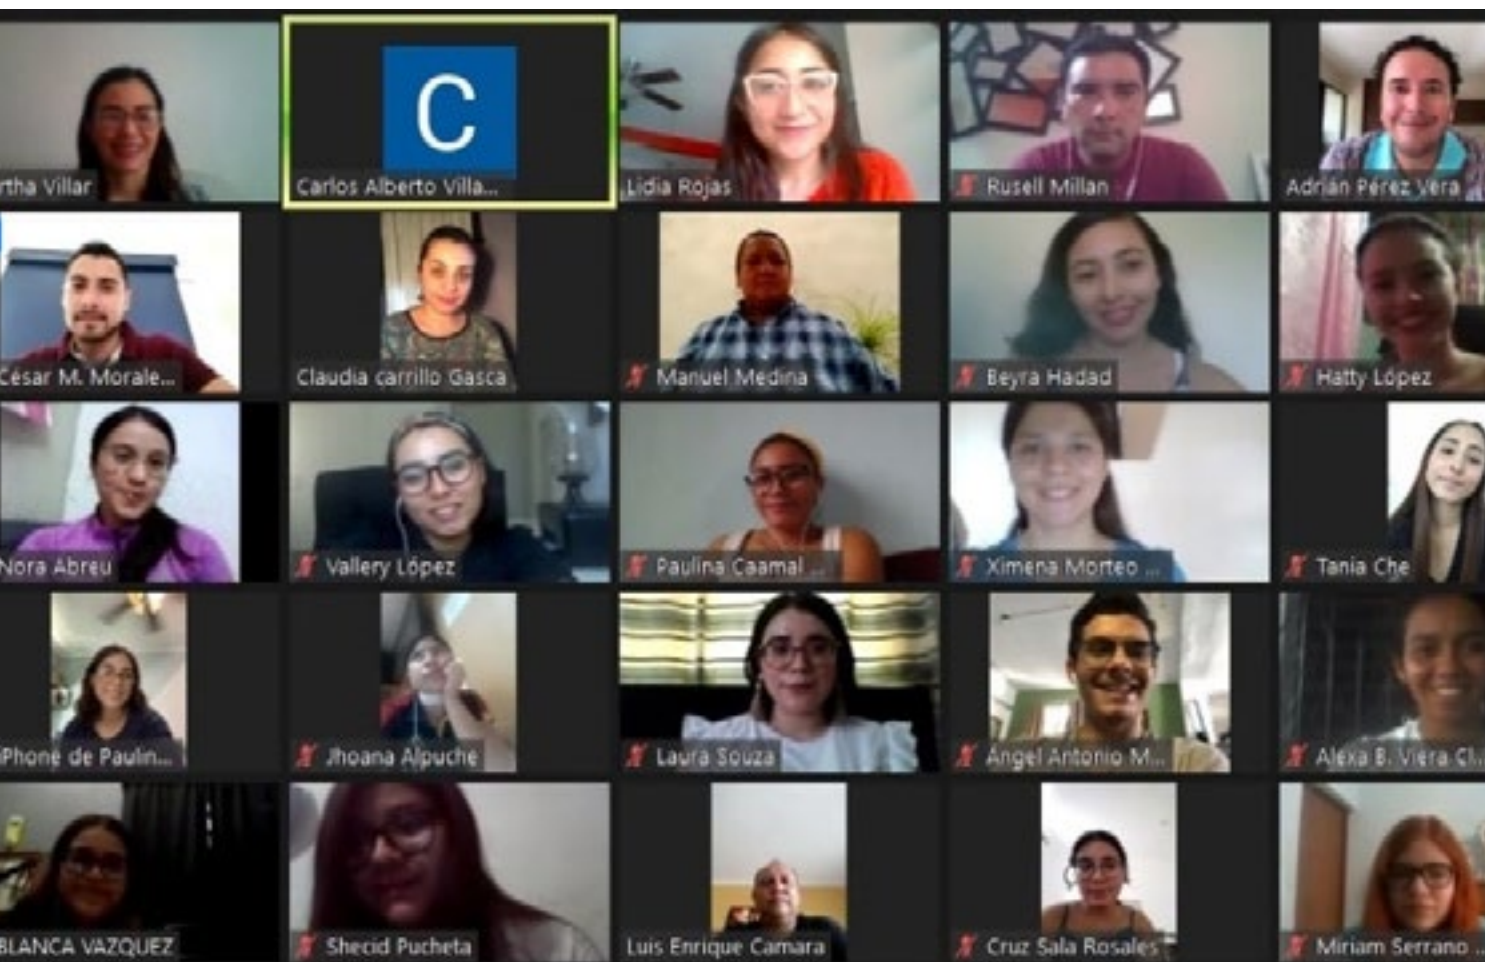 rtha Villar
C
Carlos Alberto Villa...
Lidia Rojas
Rusell Millan
Adrián Pérez Vera
César M. Morale...
Claudia carrillo Gasca
Manuel Medina
Beyra Hadad
Hatty López
Nora Abreu
Vallery López
Paulina Caamal ...
Ximena Morteo ...
Tania Che
iPhone de Paulin...
Jhoana Alpuche
Laura Souza
Ángel Antonio M...
Alexa B. Viera Cl...
BLANCA VAZQUEZ
Shecid Pucheta
Luis Enrique Camara
Cruz Sala Rosales
Miriam Serrano ...